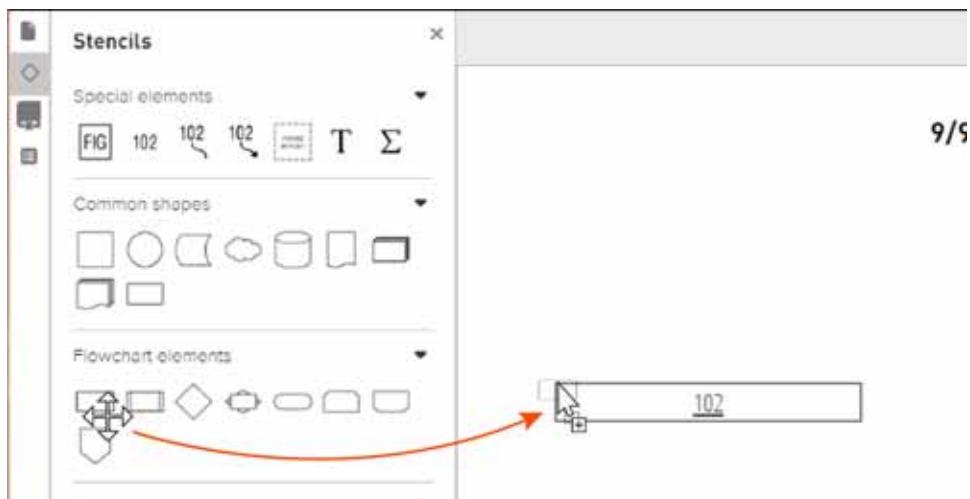 Stencils
×
Special elements
FIG 102 102 102 T Σ
Common shapes
Flowchart elements
9/9
102